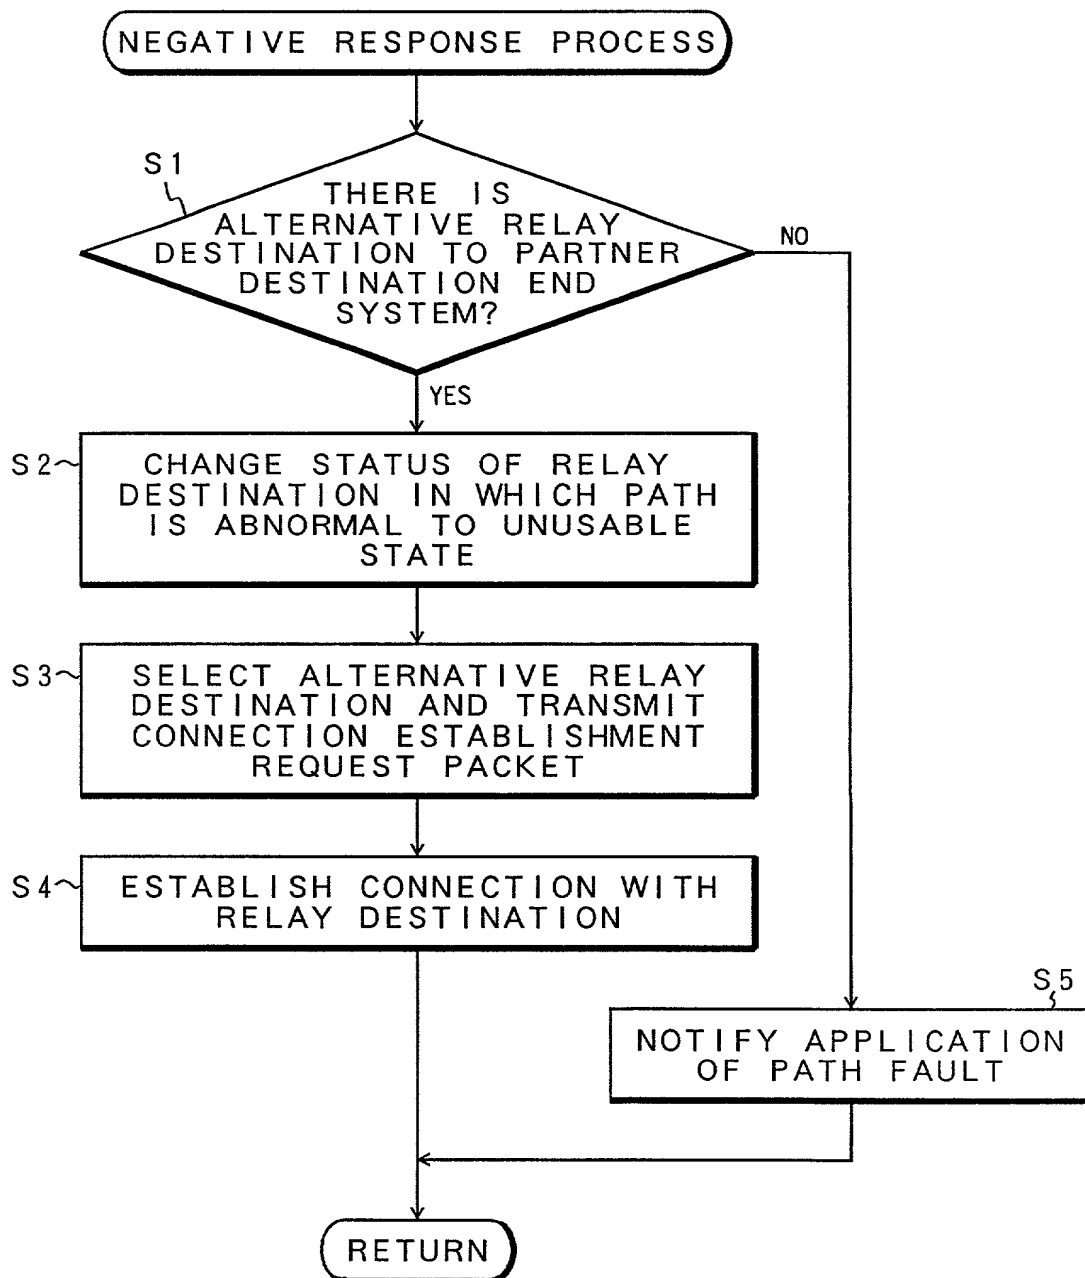 NEGATIVE RESPONSE PROCESS
S1
THERE IS
ALTERNATIVE RELAY
DESTINATION TO PARTNER
DESTINATION END
SYSTEM?
NO
YES
S2
CHANGE STATUS OF RELAY
DESTINATION IN WHICH PATH
IS ABNORMAL TO UNUSABLE
STATE
S3
SELECT ALTERNATIVE RELAY
DESTINATION AND TRANSMIT
CONNECTION ESTABLISHMENT
REQUEST PACKET
S4
ESTABLISH CONNECTION WITH
RELAY DESTINATION
S5
NOTIFY APPLICATION
OF PATH FAULT
RETURN